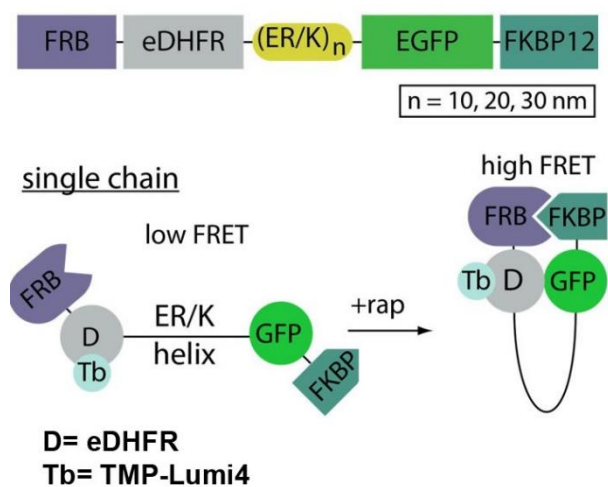 FRB eDHFR (ER/K)n EGFP FKBP12
n = 10, 20, 30 nm
single chain
low FRET
high FRET
FRB FKBP
Tb D GFP
FRB
D
Tb
ER/K
helix
GFP
FKBP
+rap
D= eDHFR
Tb= TMP-Lumi4